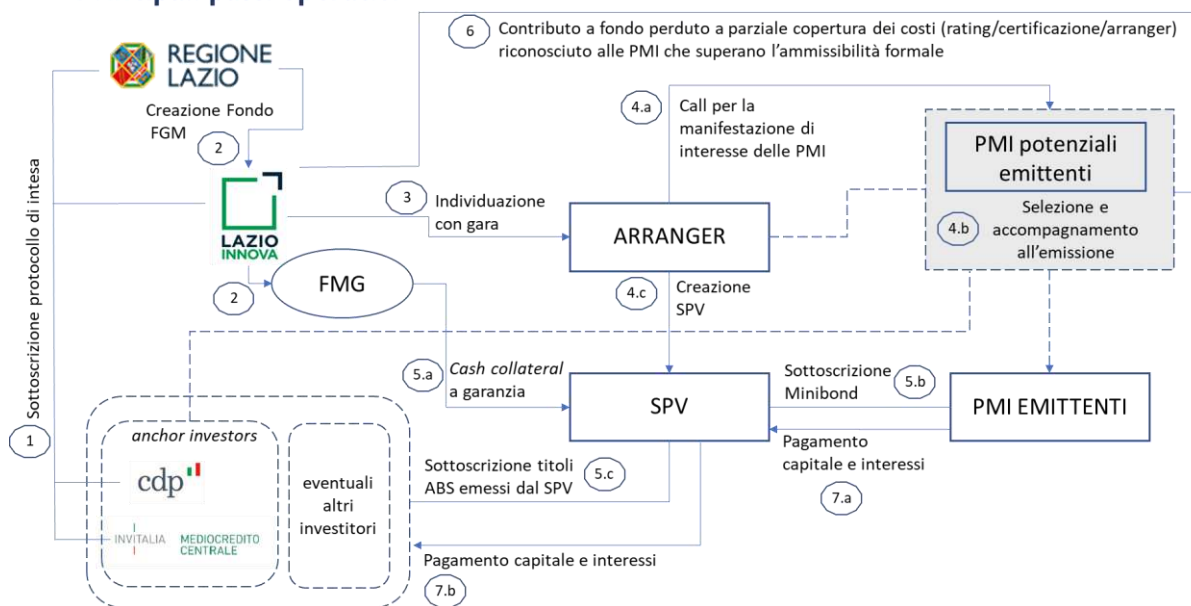 6
Contributo a fondo perduto a parziale copertura dei costi (rating/certificazione/arranger)
riconosciuto alle PMI che superano l'ammissibilità formale
REGIONE
LAZIO
Creazione Fondo
FGM
2
4.a
Call per la
manifestazione di
interesse delle PMI
PMI potenziali
emittenti
4.b
Selezione e
accompagnamento
all'emissione
LAZIO
INNOVA
3
Individuazione
con gara
ARRANGER
2
FMG
4.c
Creazione
SPV
1
Sottoscrizione protocollo di intesa
5.a
Cash collateral
a garanzia
SPV
Sottoscrizione
Minibond
5.b
PMI EMITTENTI
Pagamento
capitale e interessi
7.a
anchor investors
cdp
INVITALIA
MEDIOCREDITO
CENTRALE
eventuali
altri
investitori
Sottoscrizione titoli
ABS emessi dal SPV
5.c
Pagamento capitale e interessi
7.b